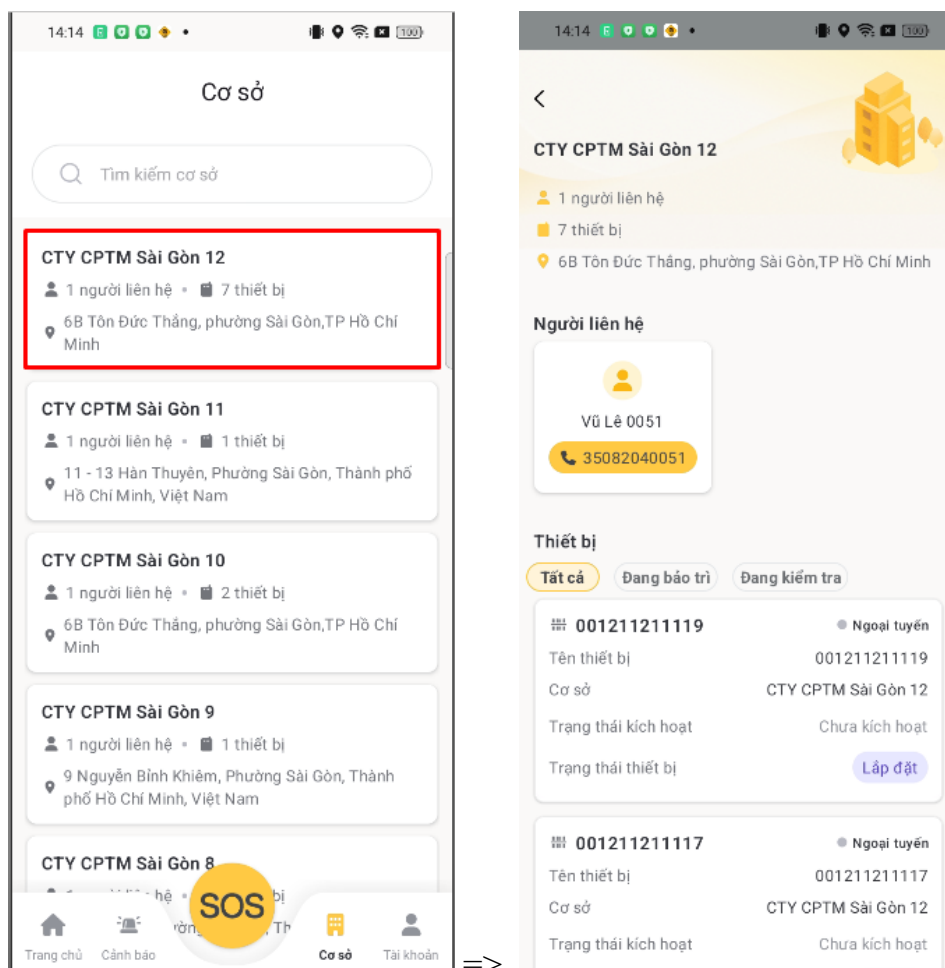 14:14
100
Cơ sở
Tìm kiếm cơ sở
CTY CPTM Sài Gòn 12
1 người liên hệ • 7 thiết bị
6B Tôn Đức Thắng, phường Sài Gòn,TP Hồ Chí
Minh
CTY CPTM Sài Gòn 11
1 người liên hệ • 1 thiết bị
11 - 13 Hàn Thuyên, Phường Sài Gòn, Thành phố
Hồ Chí Minh, Việt Nam
CTY CPTM Sài Gòn 10
1 người liên hệ • 2 thiết bị
6B Tôn Đức Thắng, phường Sài Gòn,TP Hồ Chí
Minh
CTY CPTM Sài Gòn 9
1 người liên hệ • 1 thiết bị
9 Nguyễn Bỉnh Khiêm, Phường Sài Gòn, Thành
phố Hồ Chí Minh, Việt Nam
CTY CPTM Sài Gòn 8
hệ
SOS
Trang chủ
Cảnh báo
Cơ sở
Tài khoản
=>
14:14
100
CTY CPTM Sài Gòn 12
1 người liên hệ
7 thiết bị
6B Tôn Đức Thắng, phường Sài Gòn,TP Hồ Chí Minh
Người liên hệ
Vũ Lê 0051
35082040051
Thiết bị
Tất cả Đang bảo trì Đang kiểm tra
001211211119 Ngoại tuyến
Tên thiết bị 001211211119
Cơ sở CTY CPTM Sài Gòn 12
Trạng thái kích hoạt Chưa kích hoạt
Trạng thái thiết bị Lắp đặt
001211211117 Ngoại tuyến
Tên thiết bị 001211211117
Cơ sở CTY CPTM Sài Gòn 12
Trạng thái kích hoạt Chưa kích hoạt